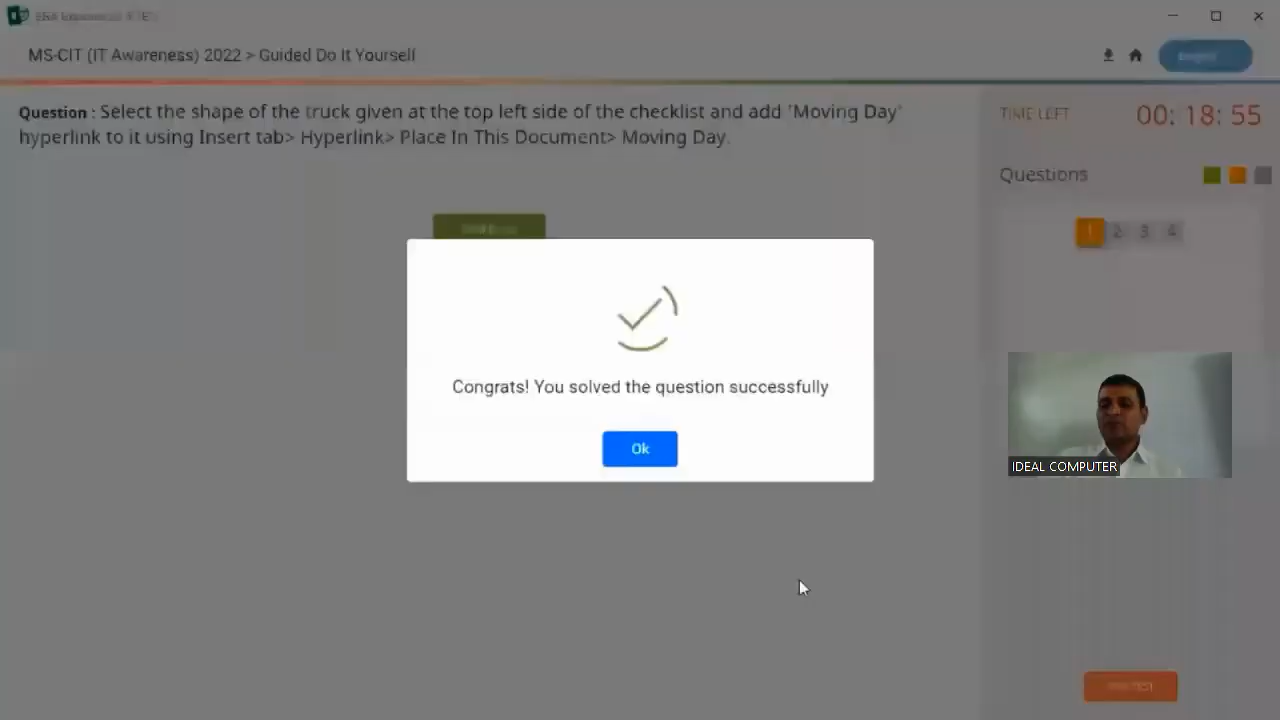 MS-CIT (IT Awareness) 2022 > Guided Do It Yourself
Question : Select the shape of the truck given at the top left side of the checklist and add 'Moving Day'
hyperlink to it using Insert tab> Hyperlink> Place In This Document> Moving Day.
TIME LEFT
00: 18: 55
Questions
1 2 3 4
Congrats! You solved the question successfully
Ok
IDEAL COMPUTER